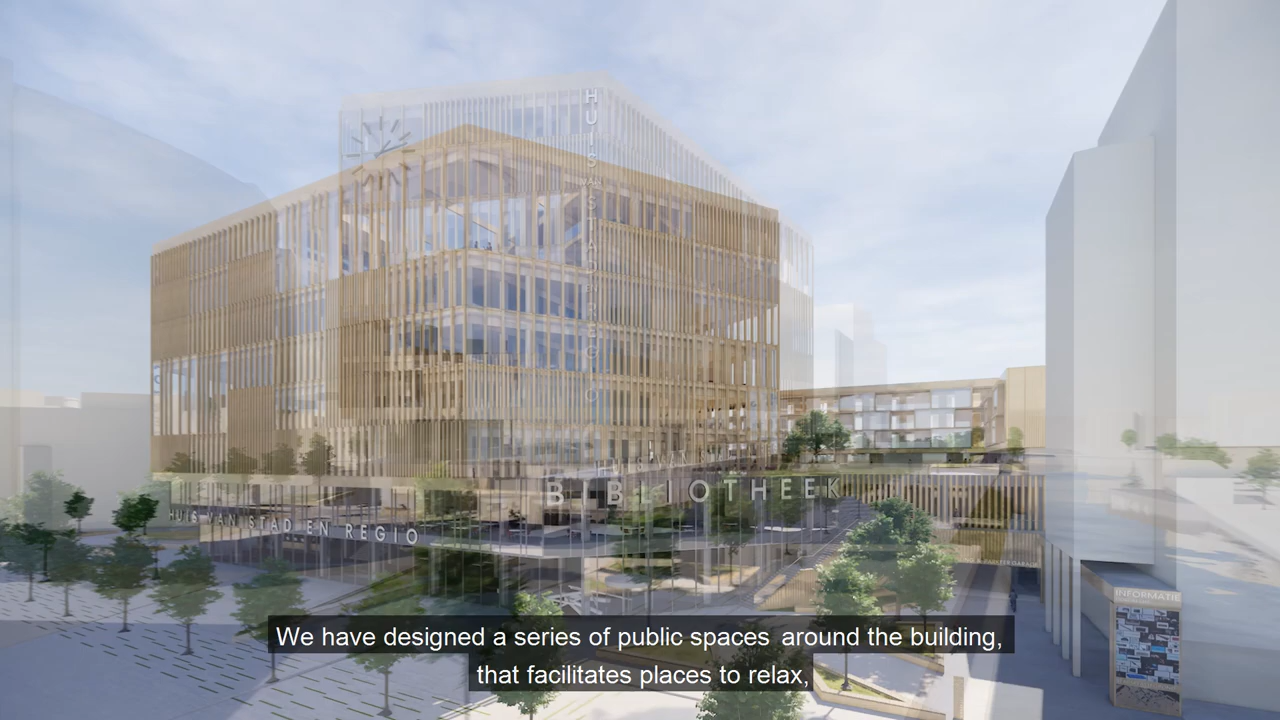 HUIS VAN STAD EN REGIO
BIBLIOTHEEK
HUIS VAN STAD EN REGIO
INFORMATIE
We have designed a series of public spaces around the building,
that facilitates places to relax,